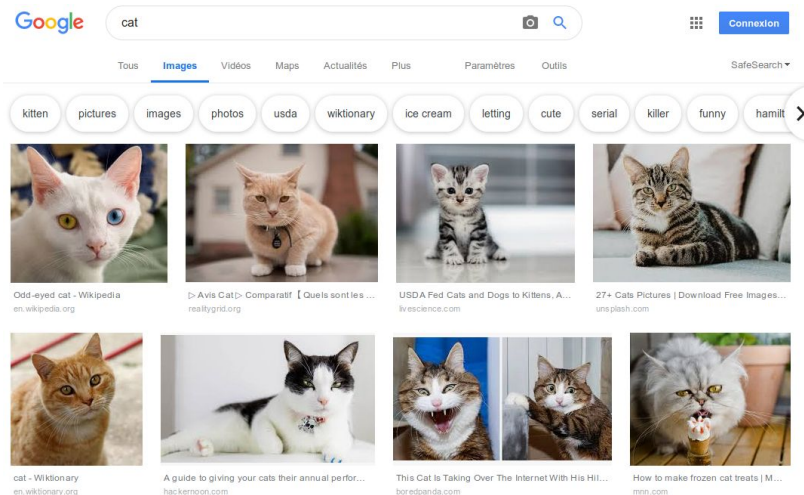 Google
cat
Connexion
Tous Images Vidéos Maps Actualités Plus Paramètres Outils SafeSearch
kitten pictures images photos usda wiktionary ice cream letting cute serial killer funny hamilt
Odd-eyed cat - Wikipedia
en.wikipedia.org
▷ Avis Cat ▷ Comparatif【 Quels sont les ...
realitygrid.org
USDA Fed Cats and Dogs to Kittens, A...
livescience.com
27+ Cats Pictures | Download Free Images...
unsplash.com
cat - Wiktionary
en.wiktionary.org
A guide to giving your cats their annual perfor...
hackernoon.com
This Cat Is Taking Over The Internet With His Hil...
boredpanda.com
How to make frozen cat treats | M...
mnn.com